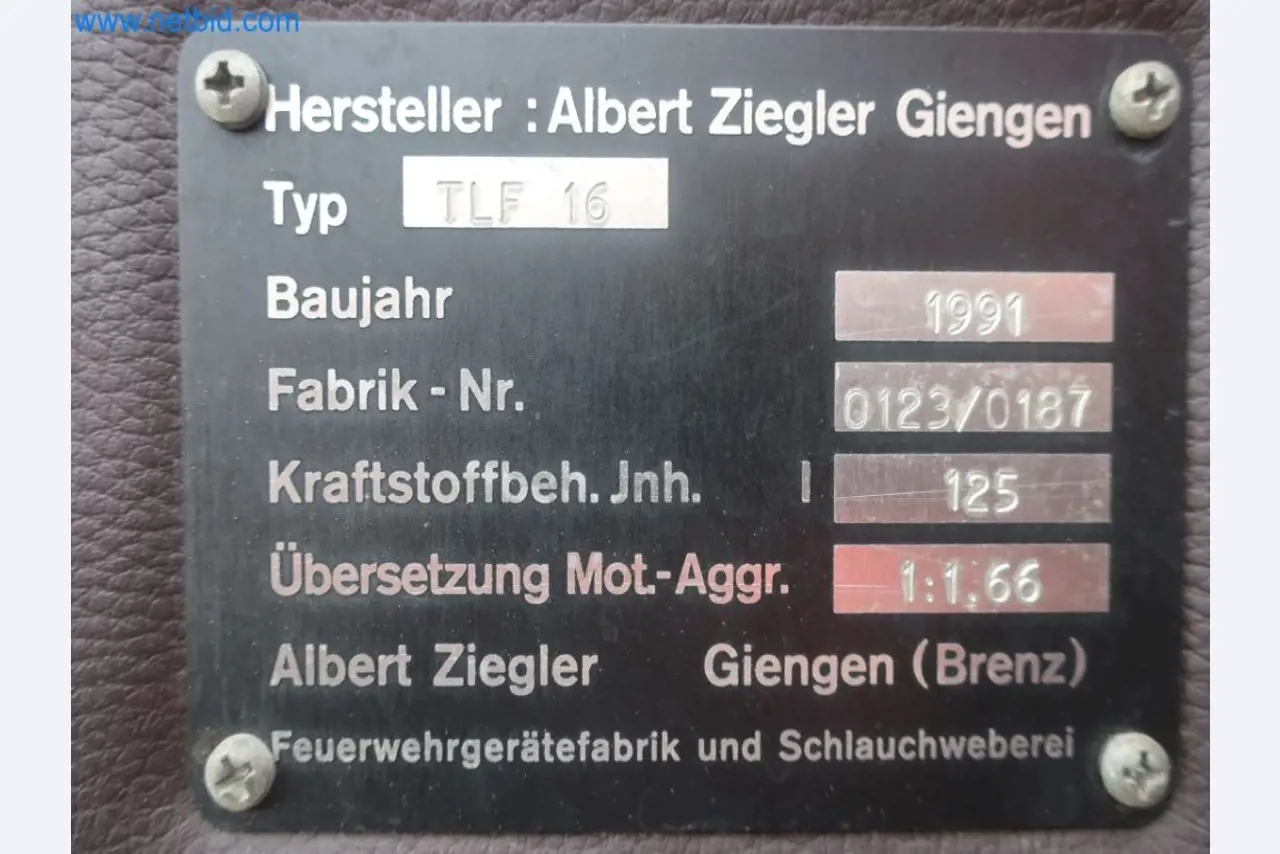 www.netbid.com
Hersteller : Albert Ziegler Giengen
Typ TLF 16
Baujahr 1991
Fabrik - Nr. 0123/0187
Kraftstoffbeh. Jnh. l 125
Übersetzung Mot.-Aggr. 1:1.66
Albert Ziegler Giengen (Brenz)
Feuerwehrgerätefabrik und Schlauchweberei